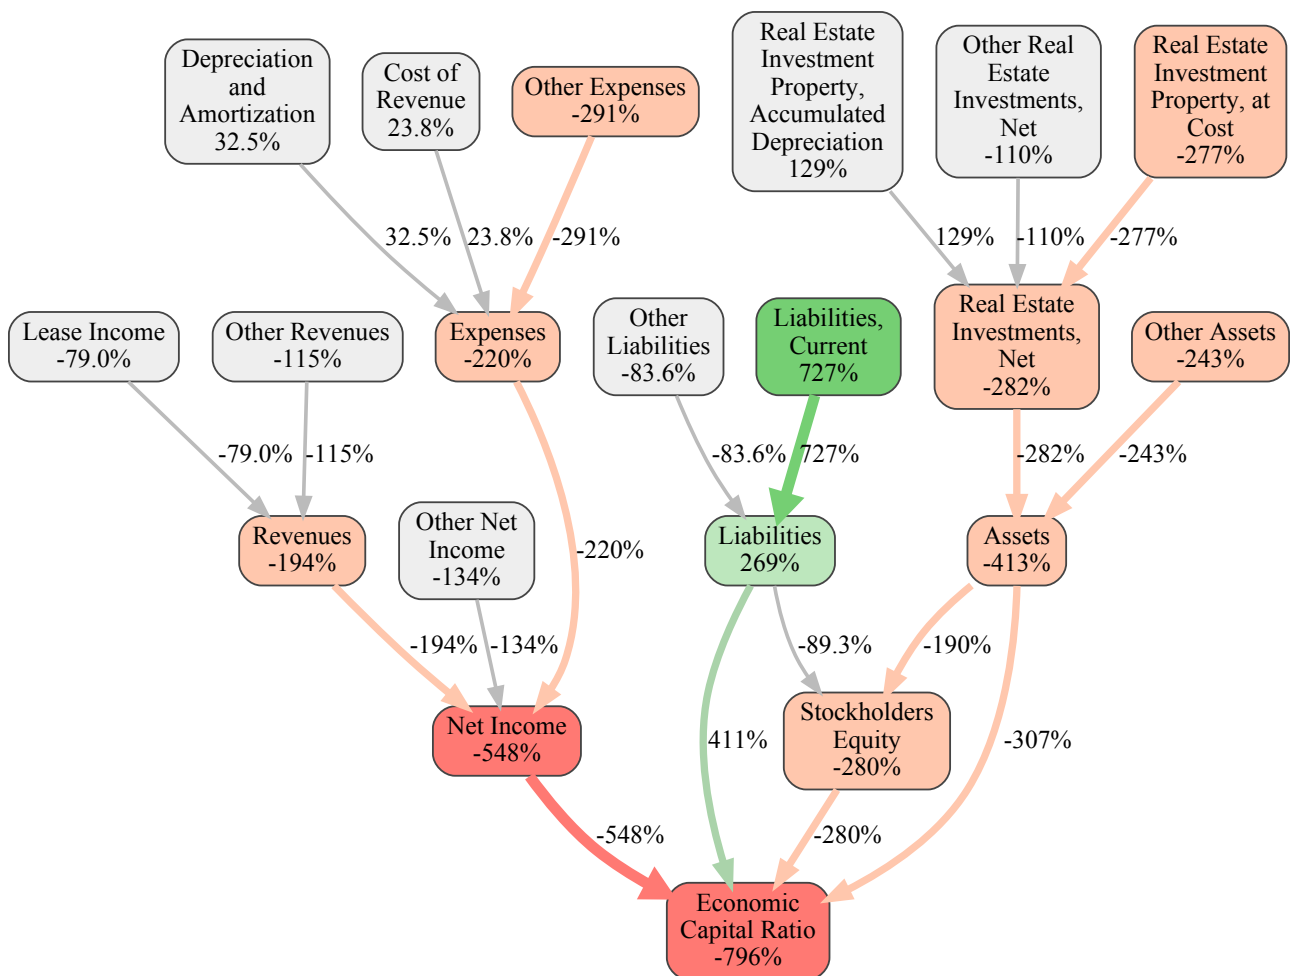 Depreciation
and
Amortization
32.5%
Cost of
Revenue
23.8%
Other Expenses
-291%
Real Estate
Investment
Property,
Accumulated
Depreciation
129%
Other Real
Estate
Investments,
Net
-110%
Real Estate
Investment
Property, at
Cost
-277%
32.5%
23.8%
-291%
129%
-110%
-277%
Lease Income
-79.0%
Other Revenues
-115%
Expenses
-220%
Other
Liabilities
-83.6%
Liabilities,
Current
727%
Real Estate
Investments,
Net
-282%
Other Assets
-243%
-79.0%
-115%
-83.6%
727%
-282%
-243%
Revenues
-194%
Other Net
Income
-134%
-220%
Liabilities
269%
Assets
-413%
-194%
-134%
-89.3%
-190%
Net Income
-548%
411%
Stockholders
Equity
-280%
-307%
-548%
-280%
Economic
Capital Ratio
-796%